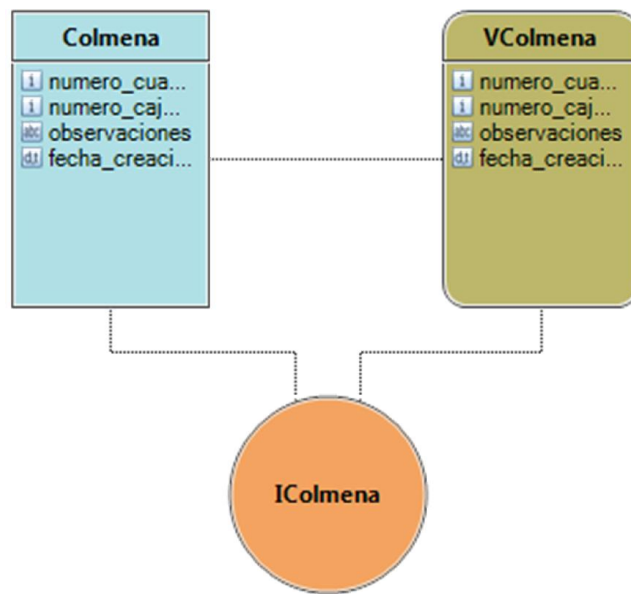 Colmena
numero_cua...
numero_caj...
observaciones
fecha_creaci...
VColmena
numero_cua...
numero_caj...
observaciones
fecha_creaci...
IColmena